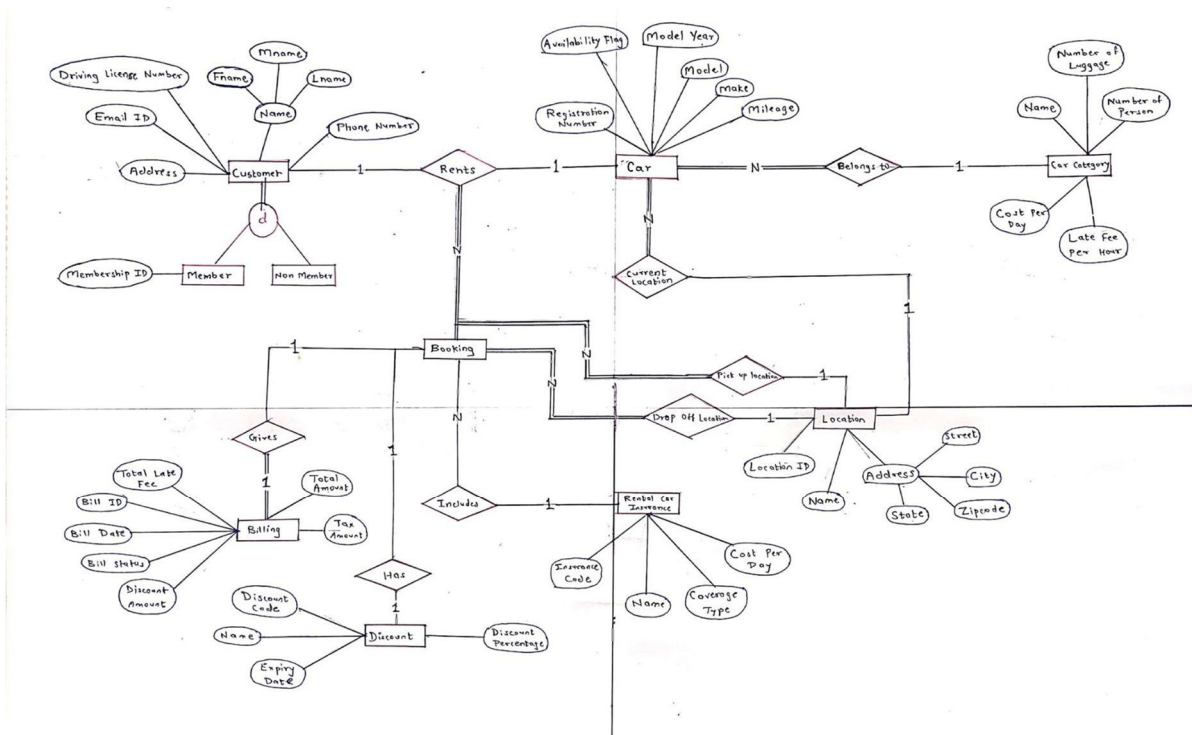 Mname
Fname
Lname
Name
Driving License Number
Email ID
Address
Phone Number
Customer
d
Membership ID
Member
Non Member
1
Rents
1
Availability Flag
Model Year
Model
Make
Mileage
Registration
Number
Car
N
Belongs to
1
Number of
Luggage
Name
Number of
Person
Car Category
Cost Per
Day
Late Fee
Per Hour
N
Current
Location
1
N
Booking
1
N
Pick up location
1
N
Drop Off Location
1
Location
Location ID
Name
Address
Street
City
Zipcode
State
Gives
1
Total Late
Fee
Bill ID
Bill Date
Bill Status
Discount
Amount
Total
Amount
Tax
Amount
Billing
1
Has
1
Discount
Code
Name
Expiry
Date
Discount
Discount
Percentage
N
Includes
1
Rental Car
Insurance
Insurance
Code
Name
Coverage
Type
Cost Per
Day